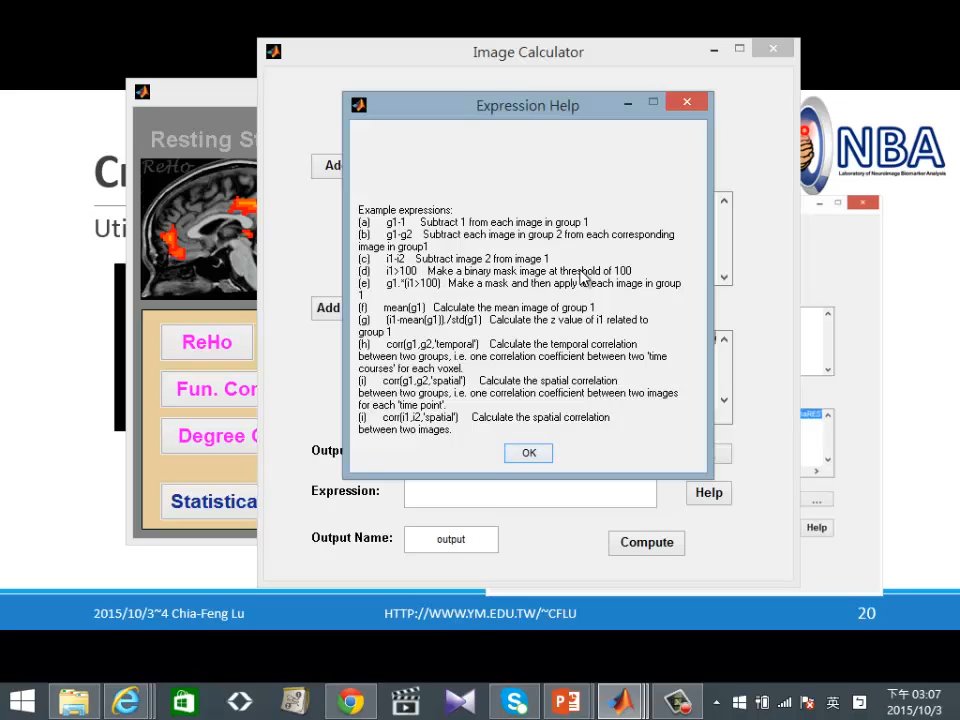 Image Calculator
Expression Help
Resting St
ReHo
Cr
Uti
NBA
Laboratory of NeuroImage Biomarker Analysis
Add
Example expressions:
(a) g1-1 Subtract 1 from each image in group 1
(b) g1-g2 Subtract each image in group 2 from each corresponding
image in group1
(c) i1-i2 Subtract image 2 from image 1
(d) i1>100 Make a binary mask image at threshold of 100
(e) g1.*(i1>100) Make a mask and then apply to each image in group
1
(f) mean(g1) Calculate the mean image of group 1
(g) (i1-mean(g1))./std(g1) Calculate the z value of i1 related to
group 1
(h) corr(g1,g2,'temporal') Calculate the temporal correlation
between two groups, i.e. one correlation coefficient between two 'time
courses' for each voxel.
(i) corr(g1,g2,'spatial') Calculate the spatial correlation
between two groups, i.e. one correlation coefficient between two images
for each 'time point'.
(i) corr(i1,i2,'spatial') Calculate the spatial correlation
between two images.
OK
Add
ReHo
Fun. Con
Degree C
Statistica
Outpu
Expression:
Help
Output Name:
output
Compute
...
Help
2015/10/3~4 Chia-Feng Lu
HTTP://WWW.YM.EDU.TW/~CFLU
20
英
下午 03:07
2015/10/3